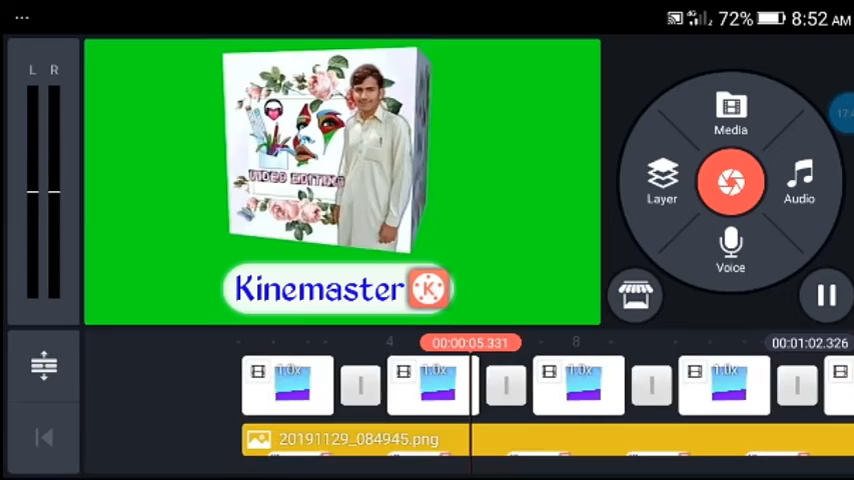 ...
72%
8:52 AM
L R
VIDEO EDITING
Kinemaster K
Media
Layer
Audio
Voice
4
00:00:05.331
8
00:01:02.326
1.0x
1.0x
1.0x
1.0x
20191129_084945.png